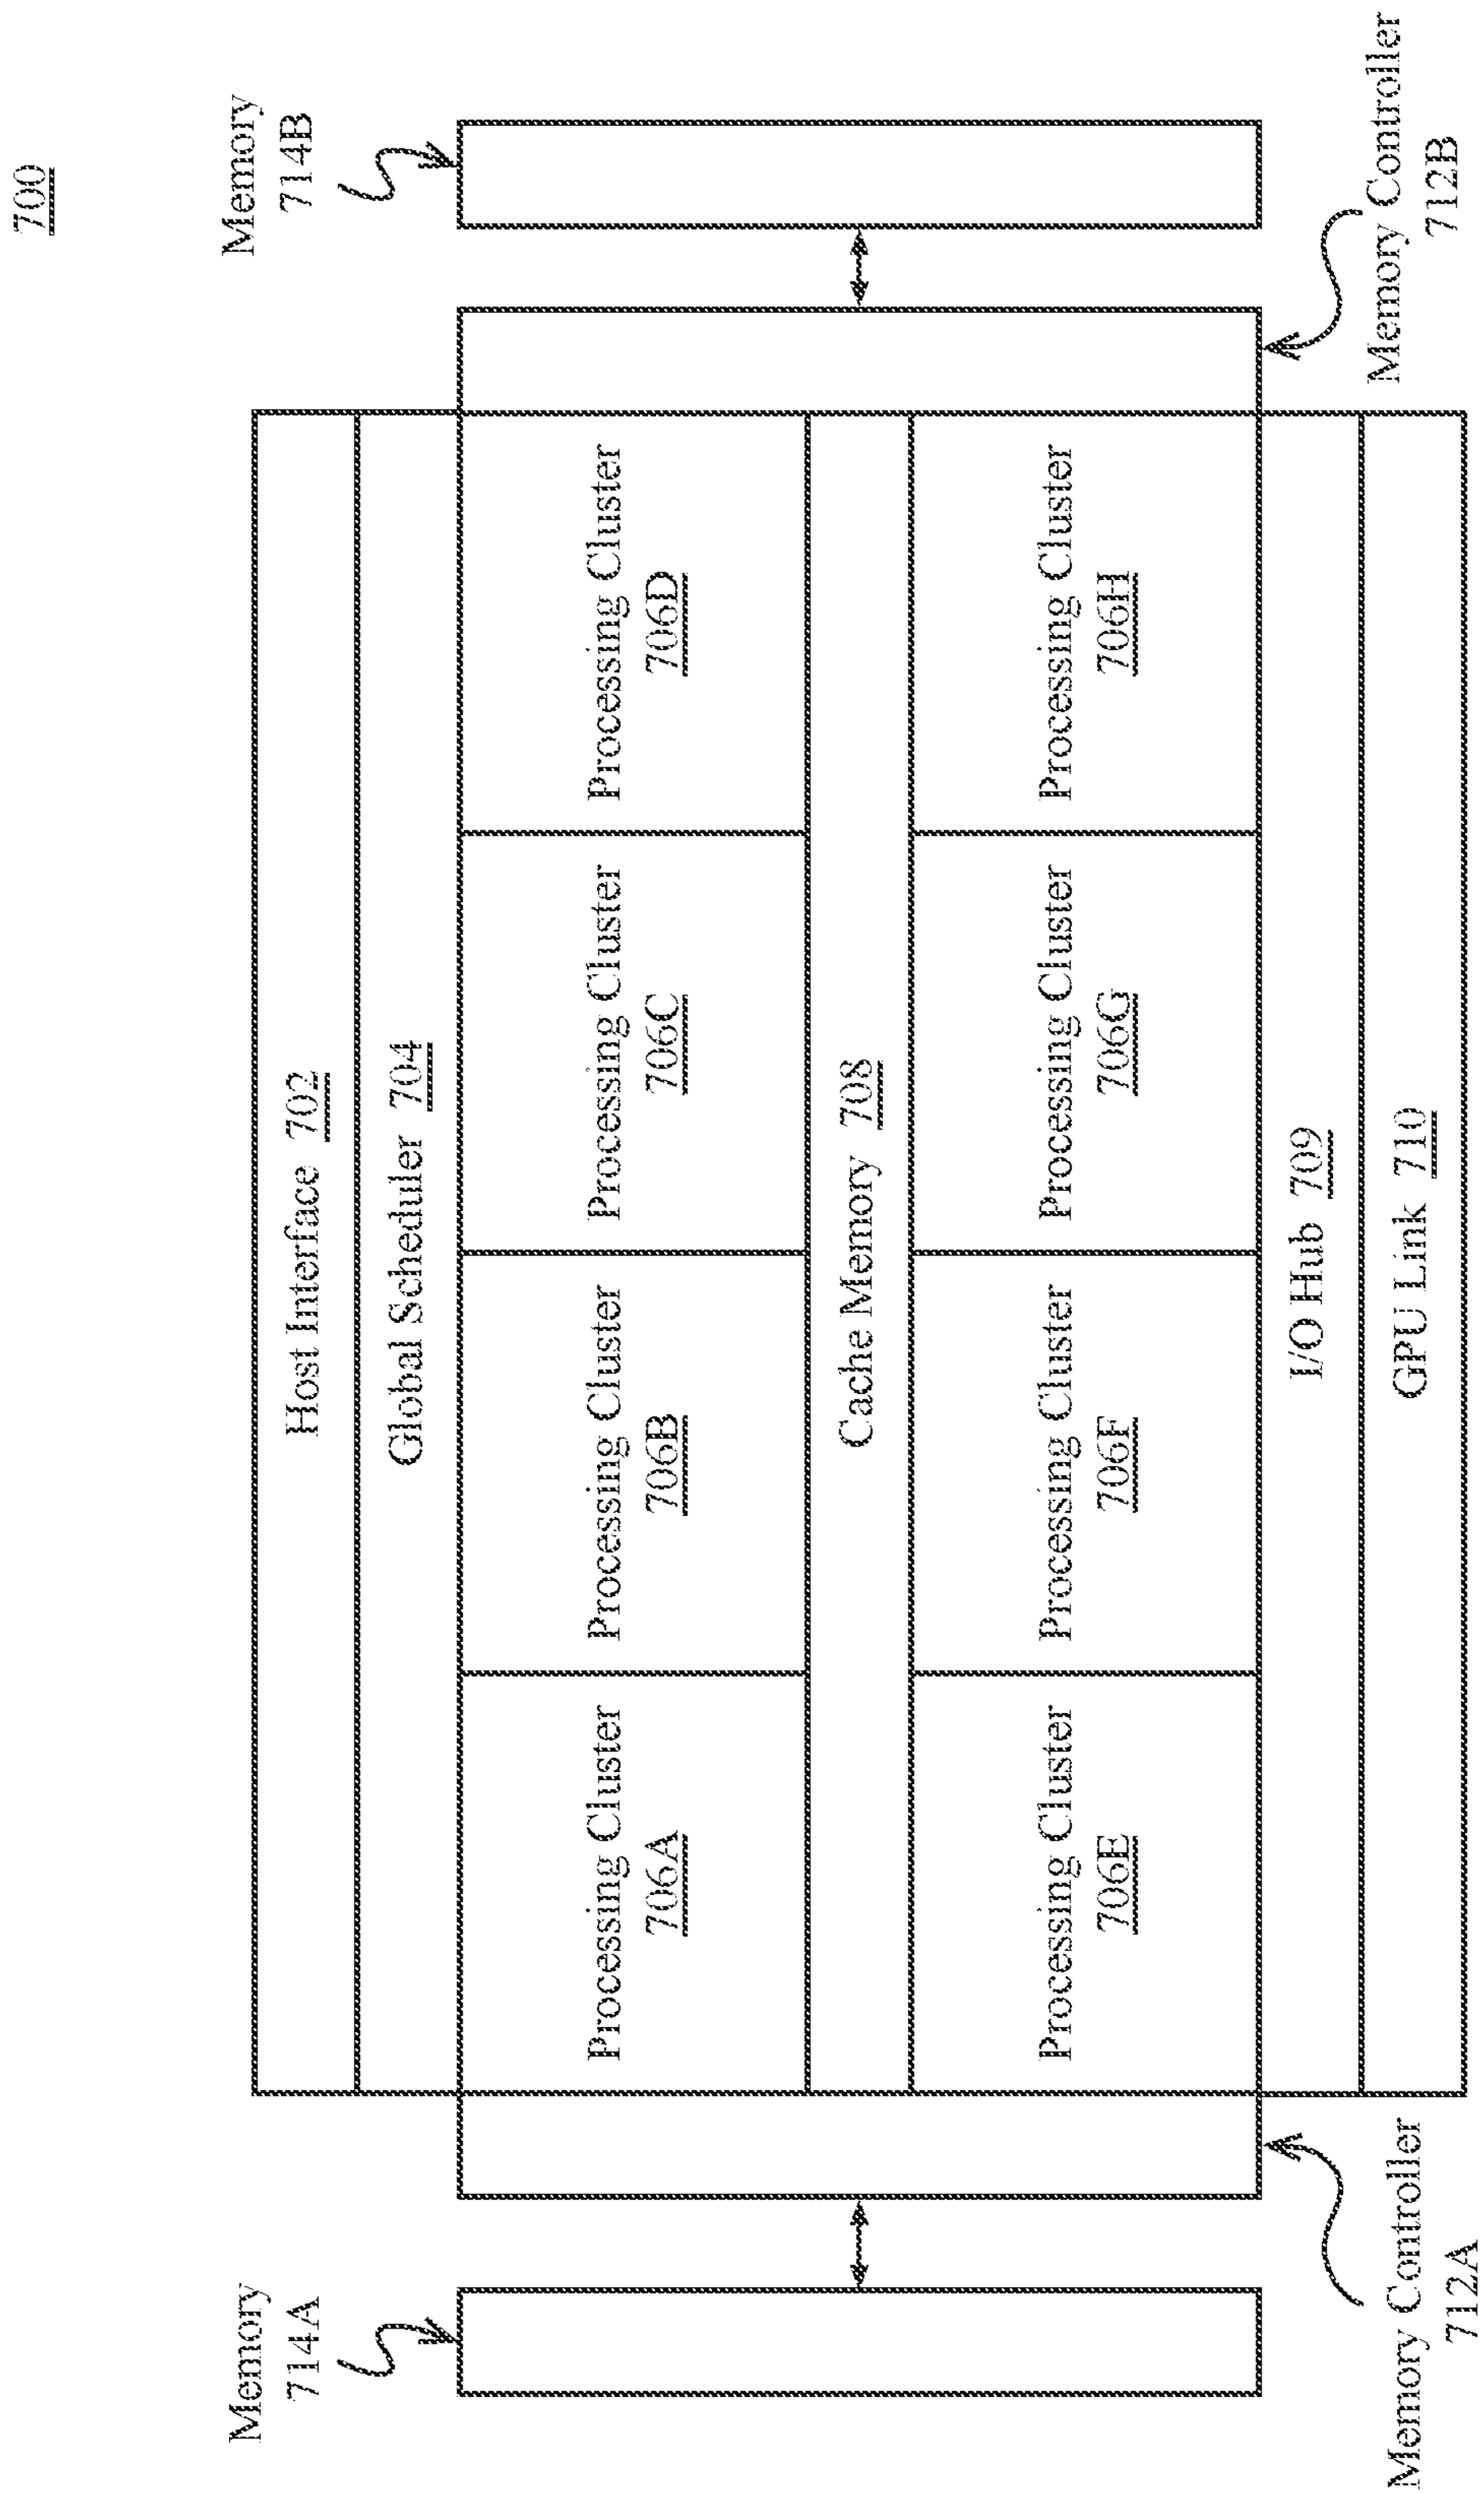 700
Memory
714A
Memory
714B
Host Interface 702
Global Scheduler 704
Processing Cluster
706A
Processing Cluster
706B
Processing Cluster
706C
Processing Cluster
706D
Cache Memory 708
Processing Cluster
706E
Processing Cluster
706F
Processing Cluster
706G
Processing Cluster
706H
I/O Hub 709
GPU Link 710
Memory Controller
712A
Memory Controller
712B